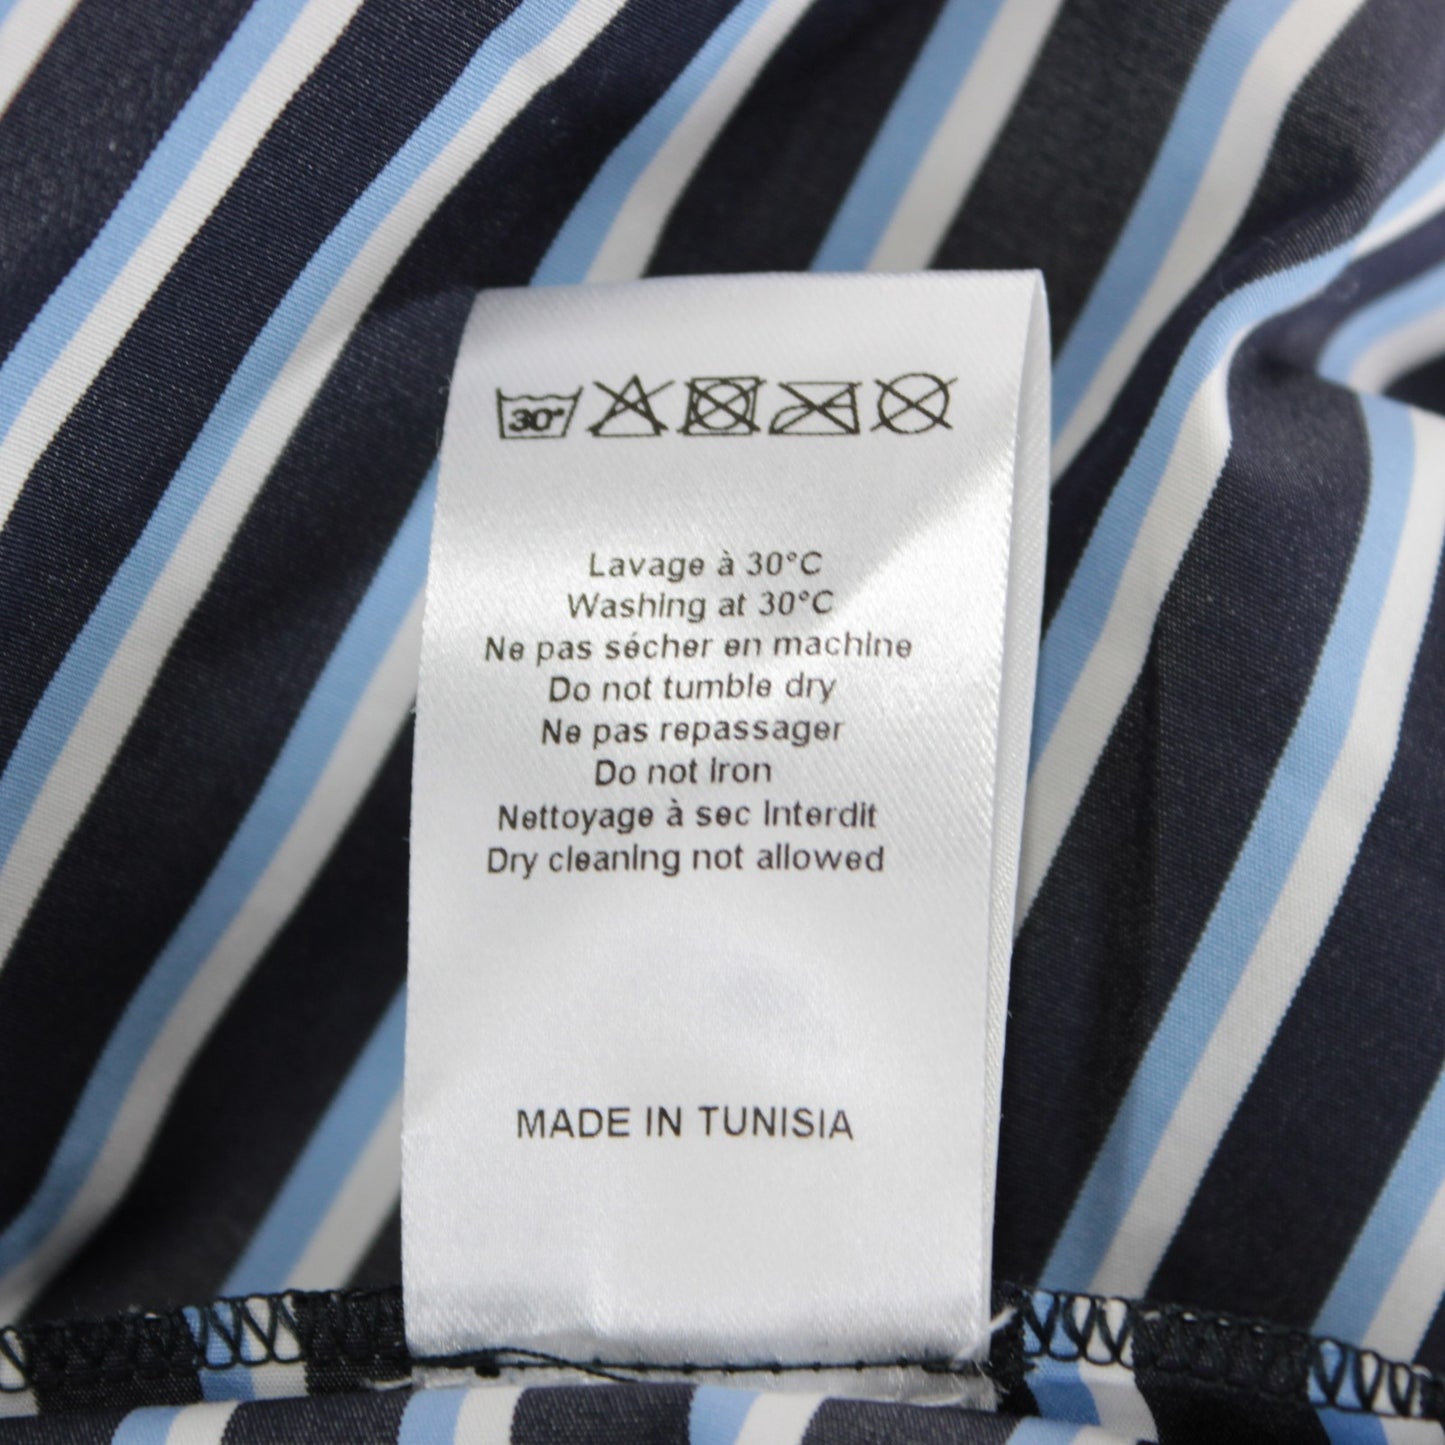 30°
Lavage à 30°C
Washing at 30°C
Ne pas sécher en machine
Do not tumble dry
Ne pas repassager
Do not Iron
Nettoyage à sec Interdit
Dry cleaning not allowed
MADE IN TUNISIA